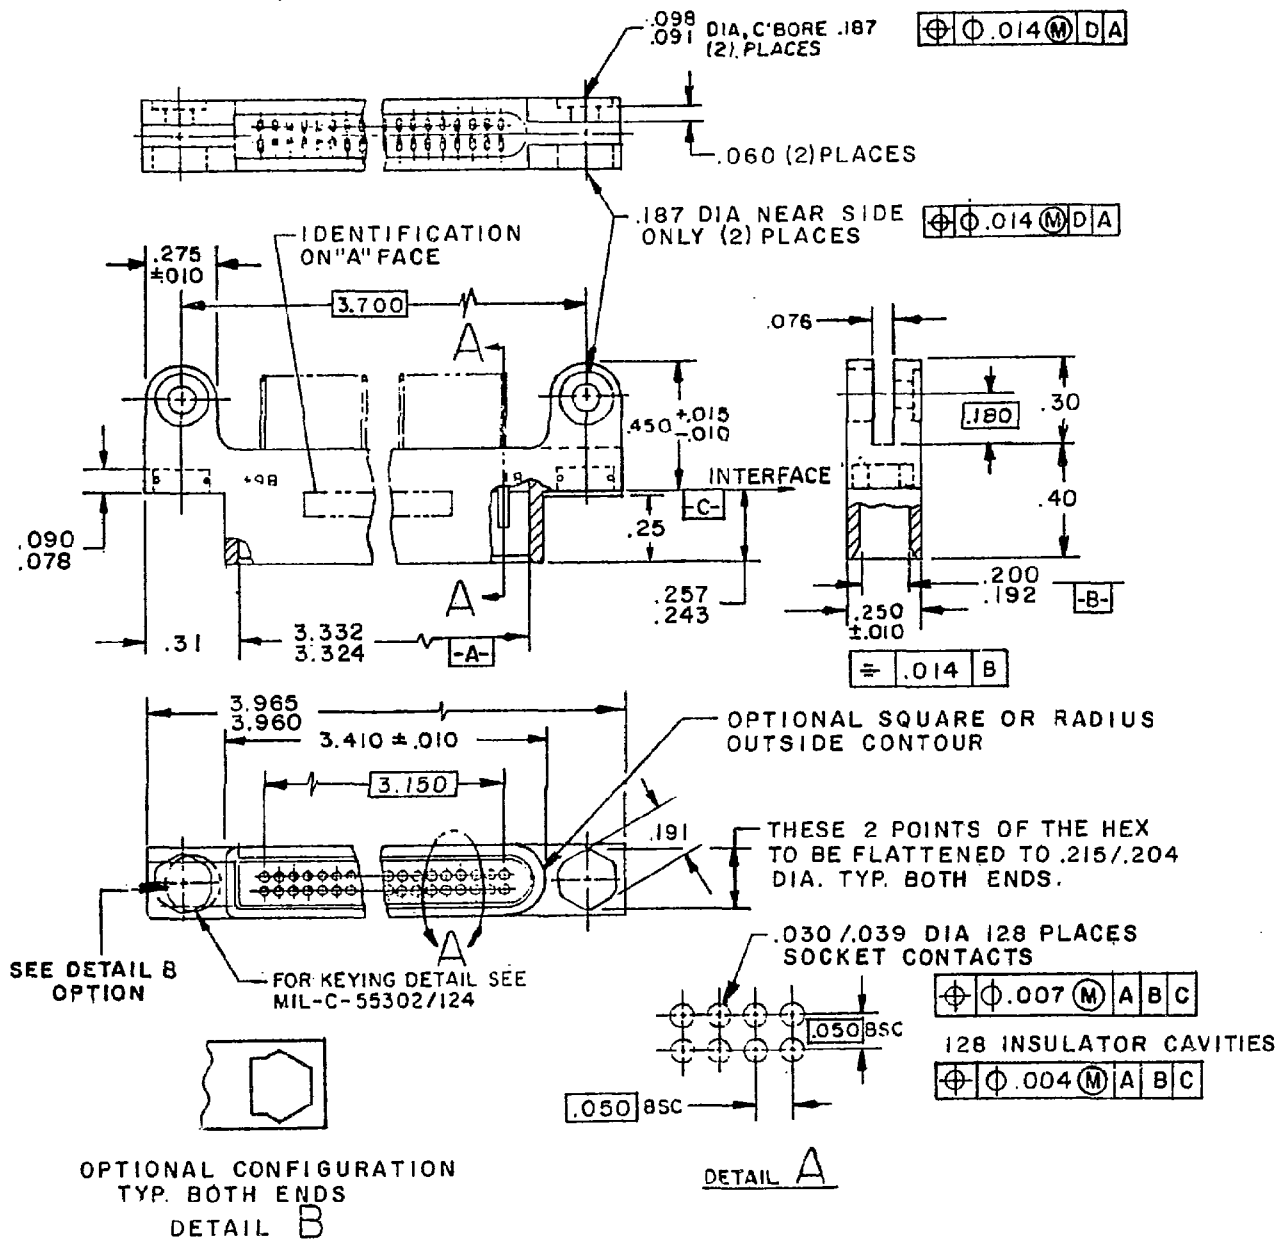 .098
.091 DIA, C'BORE .187
(2) PLACES
⌖ ⌀.014 Ⓜ D A
.060 (2) PLACES
.187 DIA NEAR SIDE
ONLY (2) PLACES
⌖ ⌀.014 Ⓜ D A
IDENTIFICATION
ON "A" FACE
.275
±.010
3.700
A
.076
.450 +.015
-.010
.180
.30
INTERFACE
-C-
.40
.25
.090
.078
A
.257
.243
.200
.192
-B-
.250
±.010
.31
3.332
3.324
-A-
⌯ .014 B
3.965
3.960
3.410 ±.010
3.150
OPTIONAL SQUARE OR RADIUS
OUTSIDE CONTOUR
.191
THESE 2 POINTS OF THE HEX
TO BE FLATTENED TO .215/.204
DIA. TYP. BOTH ENDS.
A
SEE DETAIL B
OPTION
FOR KEYING DETAIL SEE
MIL-C-55302/124
.030/.039 DIA 128 PLACES
SOCKET CONTACTS
⌖ ⌀.007 Ⓜ A B C
.050 BSC
128 INSULATOR CAVITIES
⌖ ⌀.004 Ⓜ A B C
.050 BSC
DETAIL A
OPTIONAL CONFIGURATION
TYP. BOTH ENDS
DETAIL B